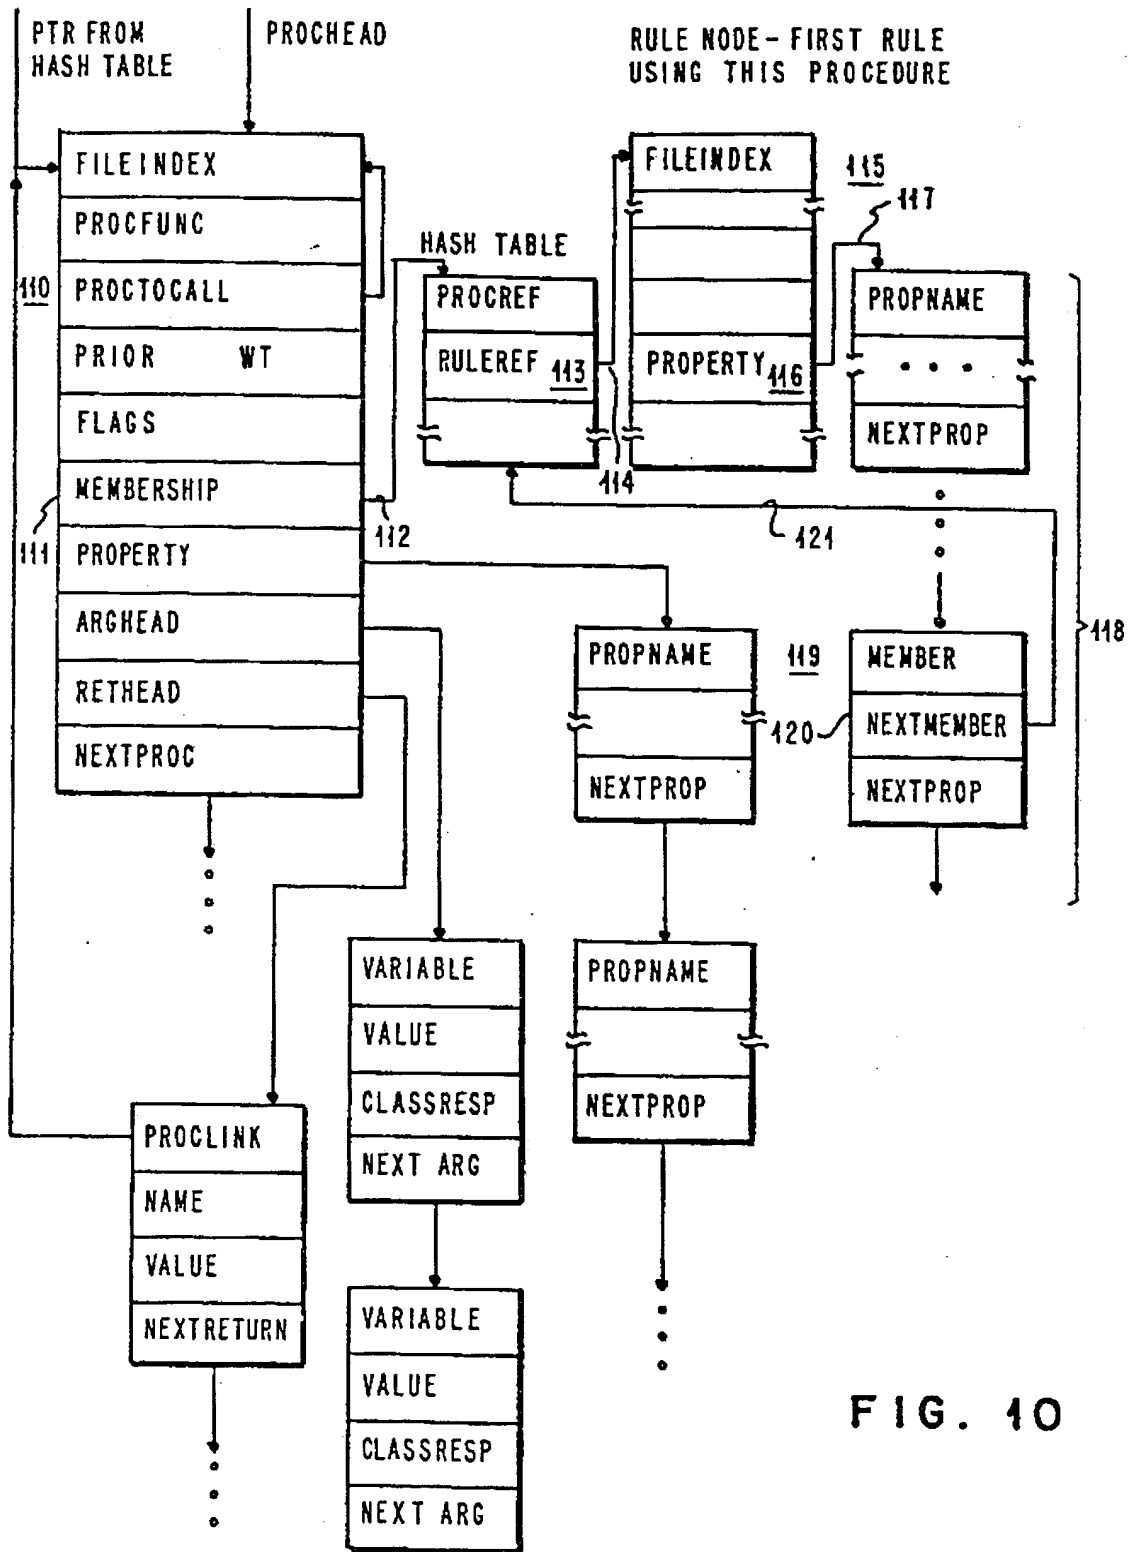 PTR FROM
HASH TABLE
PROCHEAD
RULE NODE - FIRST RULE
USING THIS PROCEDURE
FILEINDEX
PROCFUNC
110
PROCTOCALL
PRIOR WT
FLAGS
MEMBERSHIP
111
112
PROPERTY
ARGHEAD
RETHEAD
NEXTPROC
HASH TABLE
PROCREF
RULEREF 113
114
FILEINDEX
115
117
PROPERTY 116
PROPNAME
NEXTPROP
121
118
PROPNAME
119
NEXTPROP
MEMBER
120
NEXTMEMBER
NEXTPROP
VARIABLE
VALUE
CLASSRESP
NEXT ARG
PROPNAME
NEXTPROP
PROCLINK
NAME
VALUE
NEXTRETURN
VARIABLE
VALUE
CLASSRESP
NEXT ARG
FIG. 10